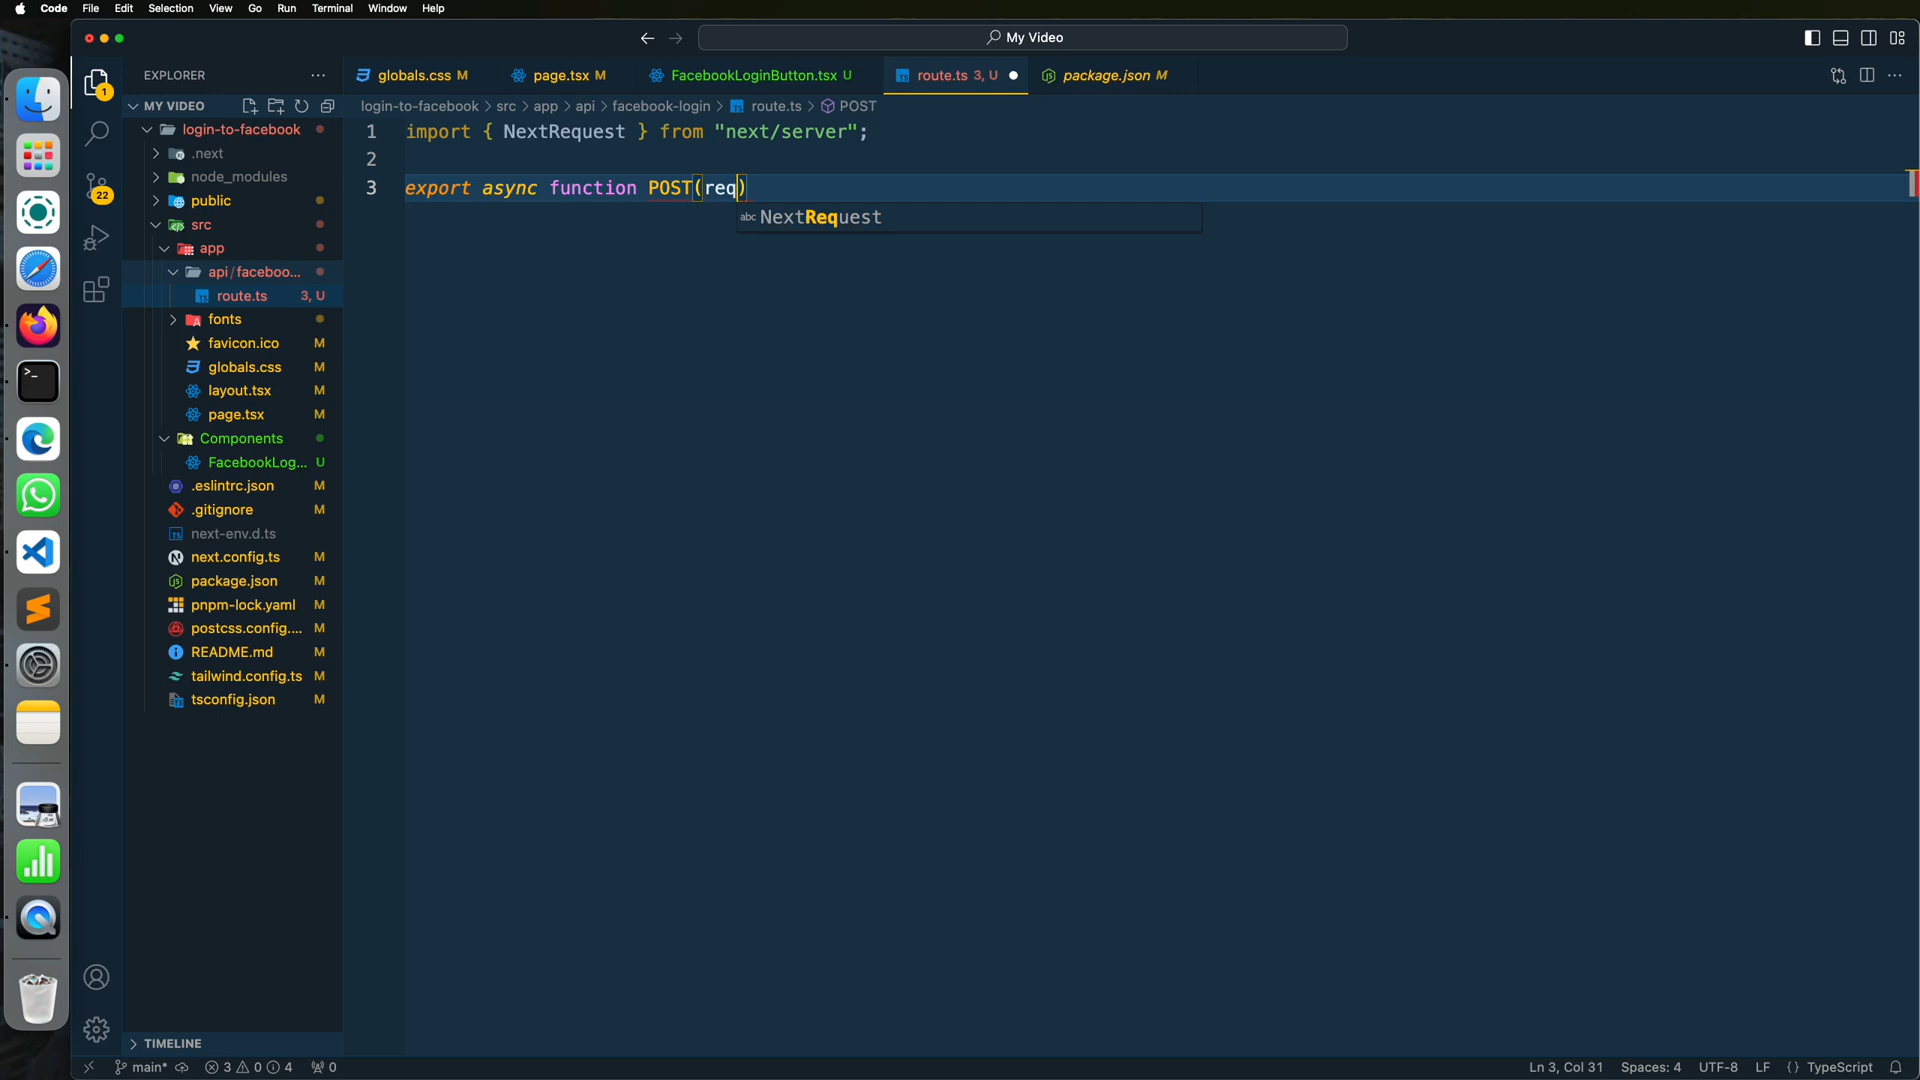 Code File Edit Selection View Go Run Terminal Window Help
My Video
EXPLORER
globals.css M
page.tsx M
FacebookLoginButton.tsx U
route.ts 3, U
package.json M
MY VIDEO
login-to-facebook > src > app > api > facebook-login > route.ts > POST
1
login-to-facebook
.next
node_modules
public
src
app
api/faceboo...
route.ts 3, U
fonts
favicon.ico M
globals.css M
layout.tsx M
page.tsx M
Components
FacebookLog... U
.eslintrc.json M
.gitignore M
next-env.d.ts
next.config.ts M
package.json M
pnpm-lock.yaml M
postcss.config.... M
README.md M
tailwind.config.ts M
tsconfig.json M
22
1 import { NextRequest } from "next/server";
2
3 export async function POST(req)
abc NextRequest
TIMELINE
main* 3 0 4 0
Ln 3, Col 31 Spaces: 4 UTF-8 LF {} TypeScript